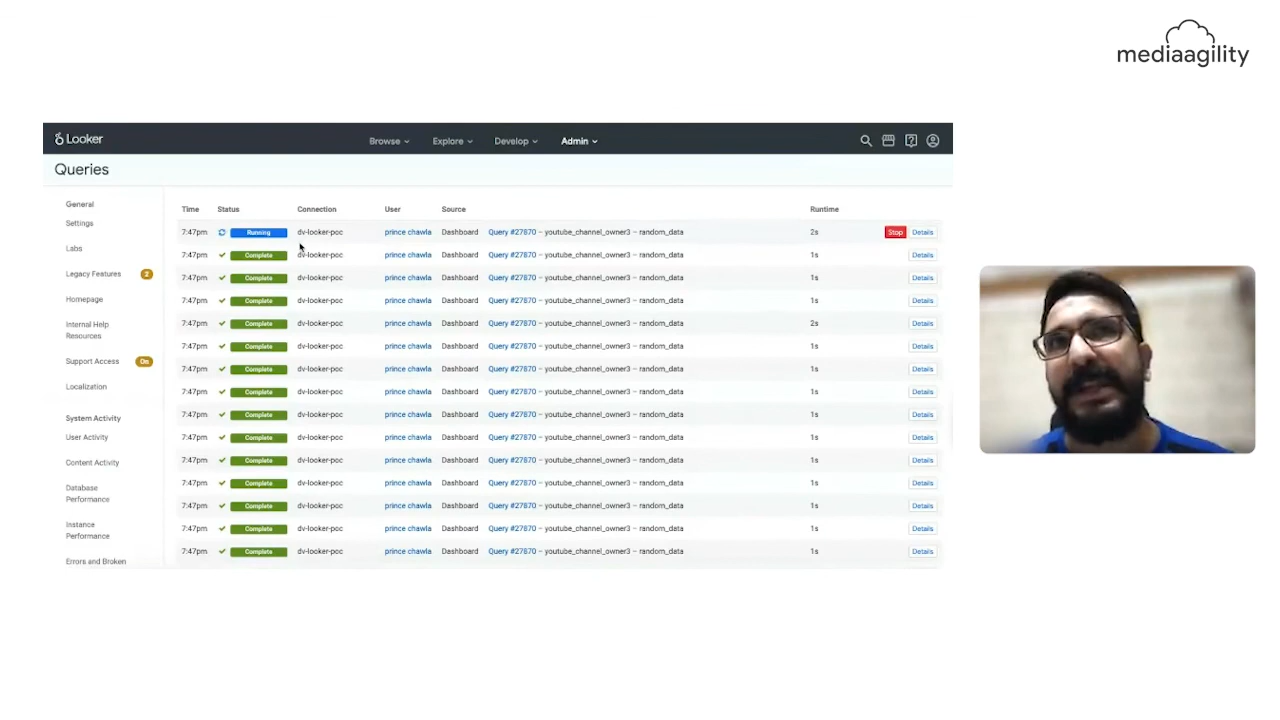 mediaagility
Looker
Browse Explore Develop Admin
Queries
General
Settings
Labs
Legacy Features 2
Homepage
Internal Help
Resources
Support Access On
Localization
System Activity
User Activity
Content Activity
Database
Performance
Instance
Performance
Errors and Broken
Time Status Connection User Source Runtime
7:47pm Running dv-looker-poc prince chawla Dashboard Query #27870 – youtube_channel_owner3 – random_data 2s Stop Details
7:47pm Complete dv-looker-poc prince chawla Dashboard Query #27870 – youtube_channel_owner3 – random_data 1s Details
7:47pm Complete dv-looker-poc prince chawla Dashboard Query #27870 – youtube_channel_owner3 – random_data 1s Details
7:47pm Complete dv-looker-poc prince chawla Dashboard Query #27870 – youtube_channel_owner3 – random_data 1s Details
7:47pm Complete dv-looker-poc prince chawla Dashboard Query #27870 – youtube_channel_owner3 – random_data 2s Details
7:47pm Complete dv-looker-poc prince chawla Dashboard Query #27870 – youtube_channel_owner3 – random_data 1s Details
7:47pm Complete dv-looker-poc prince chawla Dashboard Query #27870 – youtube_channel_owner3 – random_data 1s Details
7:47pm Complete dv-looker-poc prince chawla Dashboard Query #27870 – youtube_channel_owner3 – random_data 1s Details
7:47pm Complete dv-looker-poc prince chawla Dashboard Query #27870 – youtube_channel_owner3 – random_data 1s Details
7:47pm Complete dv-looker-poc prince chawla Dashboard Query #27870 – youtube_channel_owner3 – random_data 1s Details
7:47pm Complete dv-looker-poc prince chawla Dashboard Query #27870 – youtube_channel_owner3 – random_data 1s Details
7:47pm Complete dv-looker-poc prince chawla Dashboard Query #27870 – youtube_channel_owner3 – random_data 1s Details
7:47pm Complete dv-looker-poc prince chawla Dashboard Query #27870 – youtube_channel_owner3 – random_data 1s Details
7:47pm Complete dv-looker-poc prince chawla Dashboard Query #27870 – youtube_channel_owner3 – random_data 1s Details
7:47pm Complete dv-looker-poc prince chawla Dashboard Query #27870 – youtube_channel_owner3 – random_data 1s Details